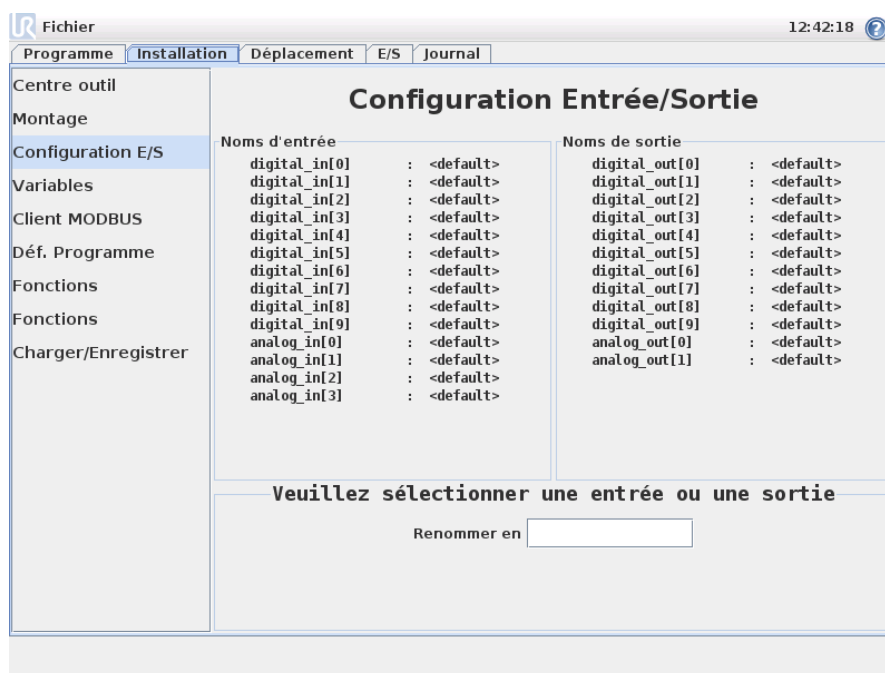 UR Fichier 12:42:18 ?
Programme Installation Déplacement E/S Journal
Centre outil
Montage
Configuration E/S
Variables
Client MODBUS
Déf. Programme
Fonctions
Fonctions
Charger/Enregistrer
Configuration Entrée/Sortie
Noms d'entrée
digital_in[0] : <default>
digital_in[1] : <default>
digital_in[2] : <default>
digital_in[3] : <default>
digital_in[4] : <default>
digital_in[5] : <default>
digital_in[6] : <default>
digital_in[7] : <default>
digital_in[8] : <default>
digital_in[9] : <default>
analog_in[0] : <default>
analog_in[1] : <default>
analog_in[2] : <default>
analog_in[3] : <default>
Noms de sortie
digital_out[0] : <default>
digital_out[1] : <default>
digital_out[2] : <default>
digital_out[3] : <default>
digital_out[4] : <default>
digital_out[5] : <default>
digital_out[6] : <default>
digital_out[7] : <default>
digital_out[8] : <default>
digital_out[9] : <default>
analog_out[0] : <default>
analog_out[1] : <default>
Veuillez sélectionner une entrée ou une sortie
Renommer en